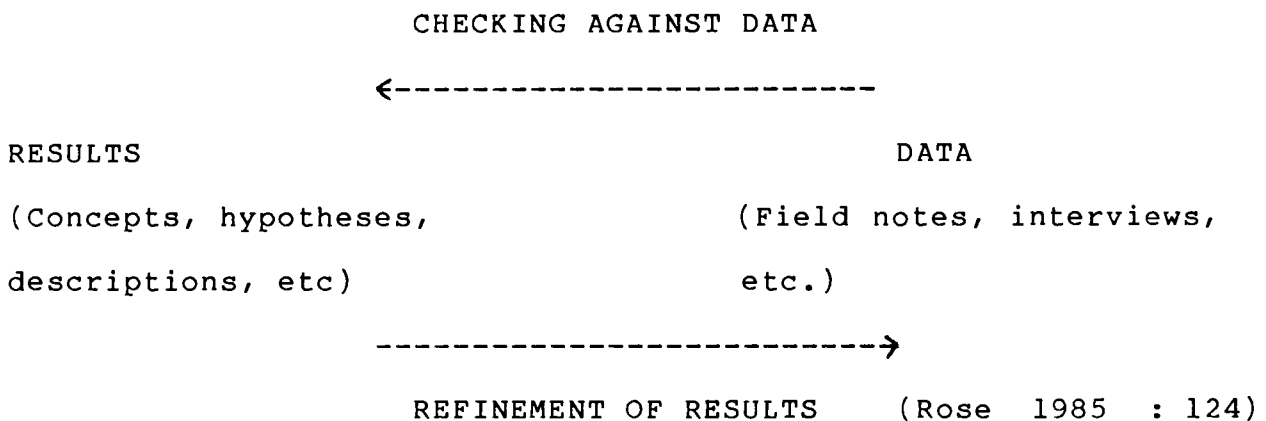 CHECKING AGAINST DATA
<--------------------------
RESULTS DATA
(Concepts, hypotheses, (Field notes, interviews,
descriptions, etc) etc.)
-------------------------->
REFINEMENT OF RESULTS (Rose 1985 : 124)